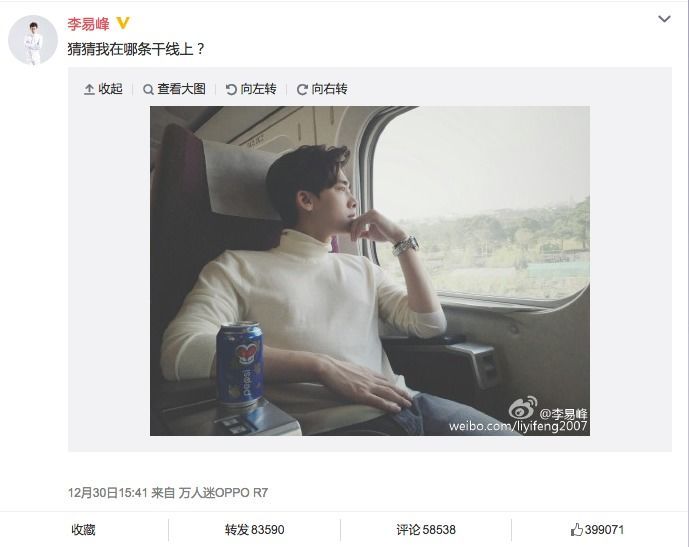 李易峰
猜猜我在哪条干线上？
收起 查看大图 向左转 向右转
pepsi
@李易峰
weibo.com/liyifeng2007
12月30日15:41 来自 万人迷OPPO R7
收藏 转发 83590 评论 58538 399071